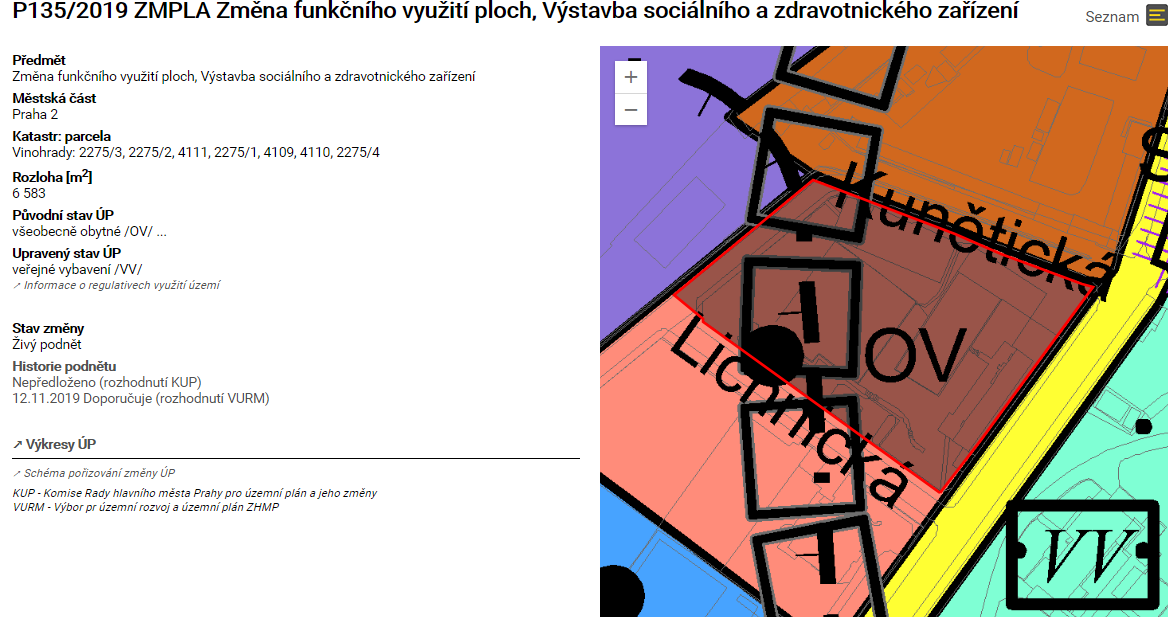 P135/2019 ZMPLA Změna funkčního využití ploch, Výstavba sociálního a zdravotnického zařízení
Seznam
Předmět
Změna funkčního využití ploch, Výstavba sociálního a zdravotnického zařízení
Městská část
Praha 2
Katastr: parcela
Vinohrady: 2275/3, 2275/2, 4111, 2275/1, 4109, 4110, 2275/4
Rozloha [m2]
6 583
Původní stav ÚP
všeobecně obytné /OV/ ...
Upravený stav ÚP
veřejné vybavení /VV/
↗ Informace o regulativech využití území
Stav změny
Živý podnět
Historie podnětu
Nepředloženo (rozhodnutí KUP)
12.11.2019 Doporučuje (rozhodnutí VURM)
↗ Výkresy ÚP
↗ Schéma pořizování změny ÚP
KUP - Komise Rady hlavního města Prahy pro územní plán a jeho změny
VURM - Výbor pr územní rozvoj a územní plán ZHMP
+
−
Kunětická
OV
Lichnická
S
VV